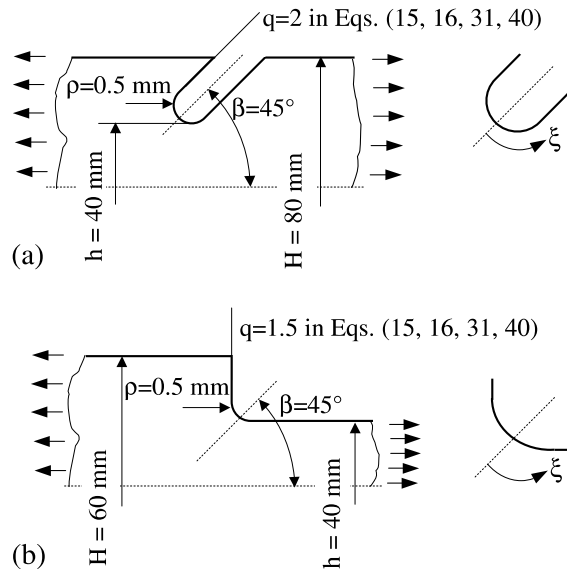 q=2 in Eqs. (15, 16, 31, 40)
ρ=0.5 mm
β=45°
ξ
h = 40 mm
H = 80 mm
(a)
q=1.5 in Eqs. (15, 16, 31, 40)
ρ=0.5 mm
β=45°
ξ
H = 60 mm
h = 40 mm
(b)